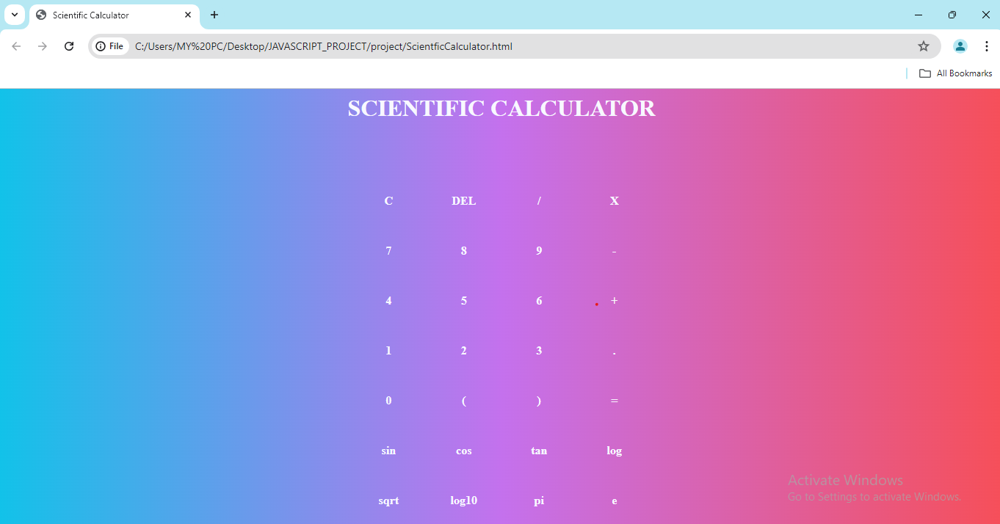 Scientific Calculator
File C:/Users/MY%20PC/Desktop/JAVASCRIPT_PROJECT/project/ScientficCalculator.html
All Bookmarks
SCIENTIFIC CALCULATOR
C DEL / X
7 8 9 -
4 5 6 +
1 2 3 .
0 ( ) =
sin cos tan log
sqrt log10 pi e
Activate Windows
Go to Settings to activate Windows.